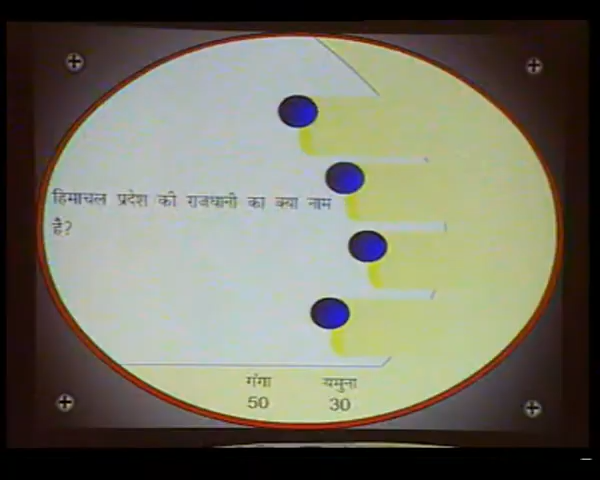 हिमाचल प्रदेश की राजधानी का क्या नाम
है?
गंगा यमुना
50 30